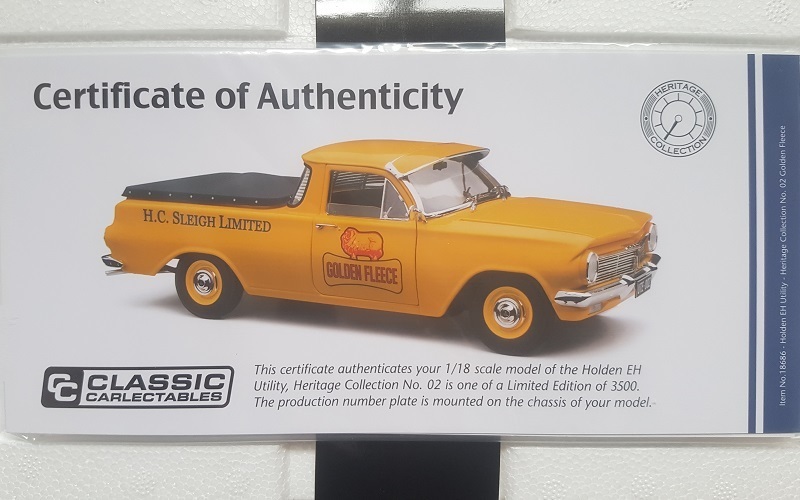 Certificate of Authenticity
HERITAGE
COLLECTION
H.C. SLEIGH LIMITED
GOLDEN FLEECE
CC CLASSIC
CARLECTABLES
This certificate authenticates your 1/18 scale model of the Holden EH
Utility, Heritage Collection No. 02 is one of a Limited Edition of 3500.
The production number plate is mounted on the chassis of your model.
Item No.18686 - Holden EH Utility - Heritage Collection No. 02 Golden Fleece